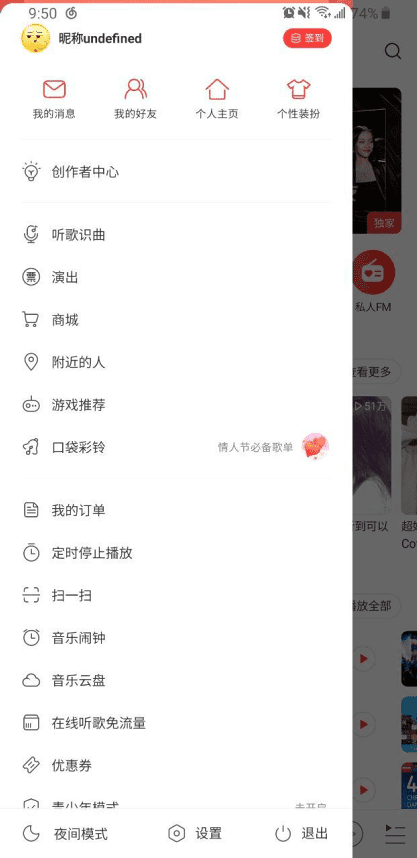 9:50
74%
昵称undefined
签到
我的消息
我的好友
个人主页
个性装扮
创作者中心
听歌识曲
独家
票 演出
私人FM
商城
附近的人
查看更多
游戏推荐
51万
口袋彩铃
情人节必备歌单
我的订单
听到可以
超好
Cov
定时停止播放
扫一扫
播放全部
音乐闹钟
音乐云盘
在线听歌免流量
优惠券
青少年模式
未开启
夜间模式
设置
退出